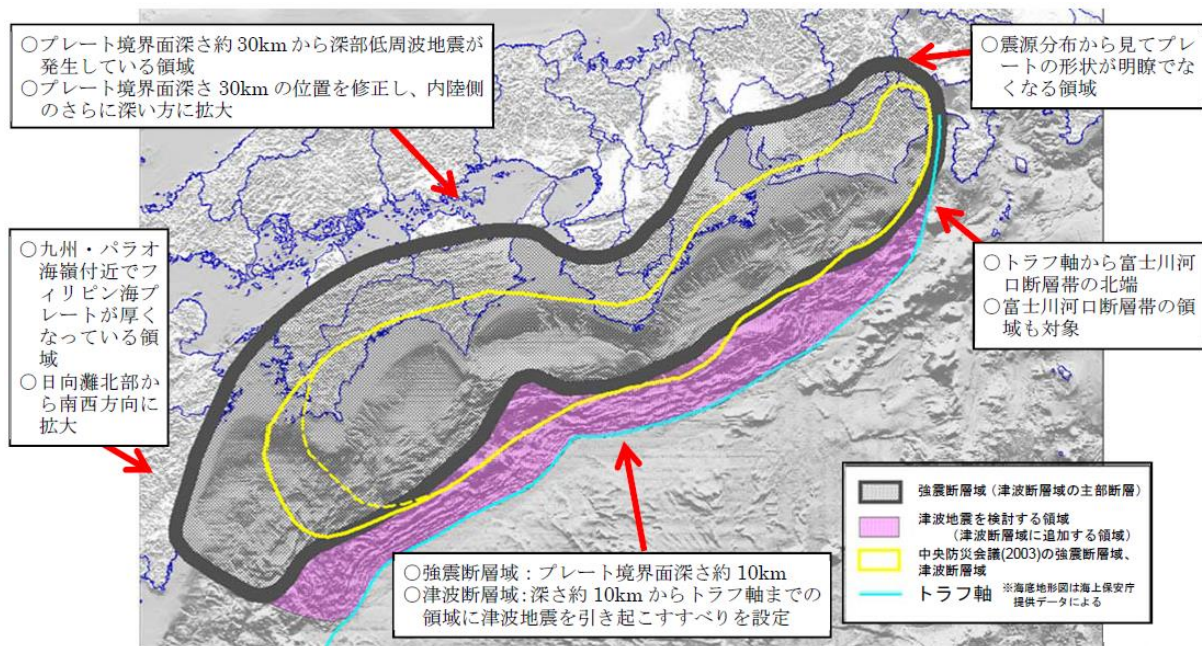 ○プレート境界面深さ約30kmから深部低周波地震が
発生している領域
○プレート境界面深さ30kmの位置を修正し、内陸側
のさらに深い方に拡大
○震源分布から見てプレ
ートの形状が明瞭でな
くなる領域
○九州・パラオ
海嶺付近でフ
ィリピン海プ
レートが厚く
なっている領
域
○日向灘北部か
ら南西方向に
拡大
○トラフ軸から富士川河
口断層帯の北端
○富士川河口断層帯の領
域も対象
○強震断層域：プレート境界面深さ約10km
○津波断層域：深さ約10kmからトラフ軸までの
領域に津波地震を引き起こすすべりを設定
強震断層域（津波断層域の主部断層）
津波地震を検討する領域
（津波断層域に追加する領域）
中央防災会議(2003)の強震断層域、
津波断層域
トラフ軸 ※海底地形図は海上保安庁
提供データによる